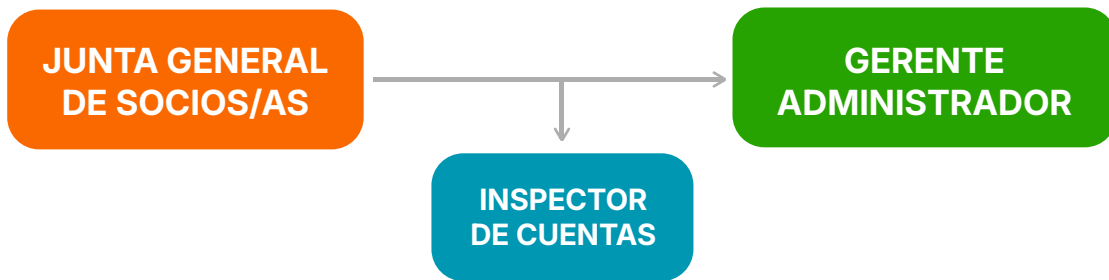 JUNTA GENERAL
DE SOCIOS/AS
GERENTE
ADMINISTRADOR
INSPECTOR
DE CUENTAS